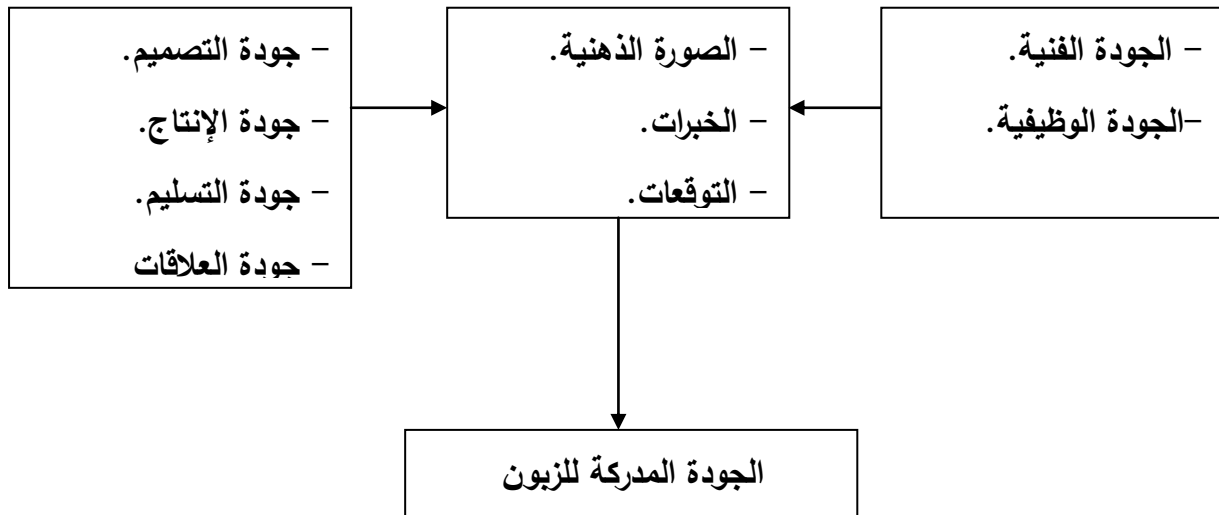 – الجودة الفنية.
–الجودة الوظيفية.
– الصورة الذهنية.
– الخبرات.
– التوقعات.
– جودة التصميم.
– جودة الإنتاج.
– جودة التسليم.
– جودة العلاقات
الجودة المدركة للزبون